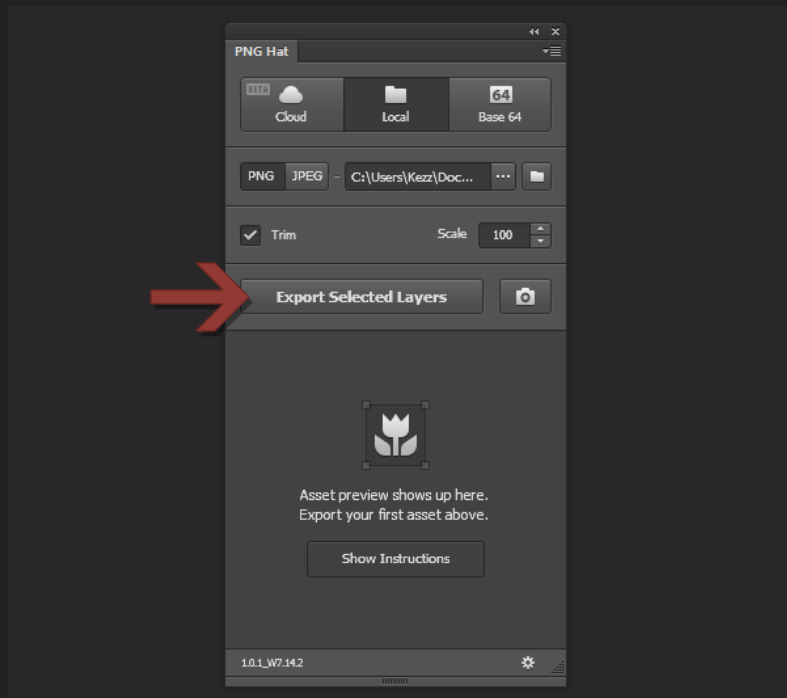 PNG Hat
BETA
Cloud
Local
64
Base 64
PNG JPEG - C:\Users\Kezz\Doc... ...
Trim
Scale 100
Export Selected Layers
Asset preview shows up here.
Export your first asset above.
Show Instructions
1.0.1_W7.14.2